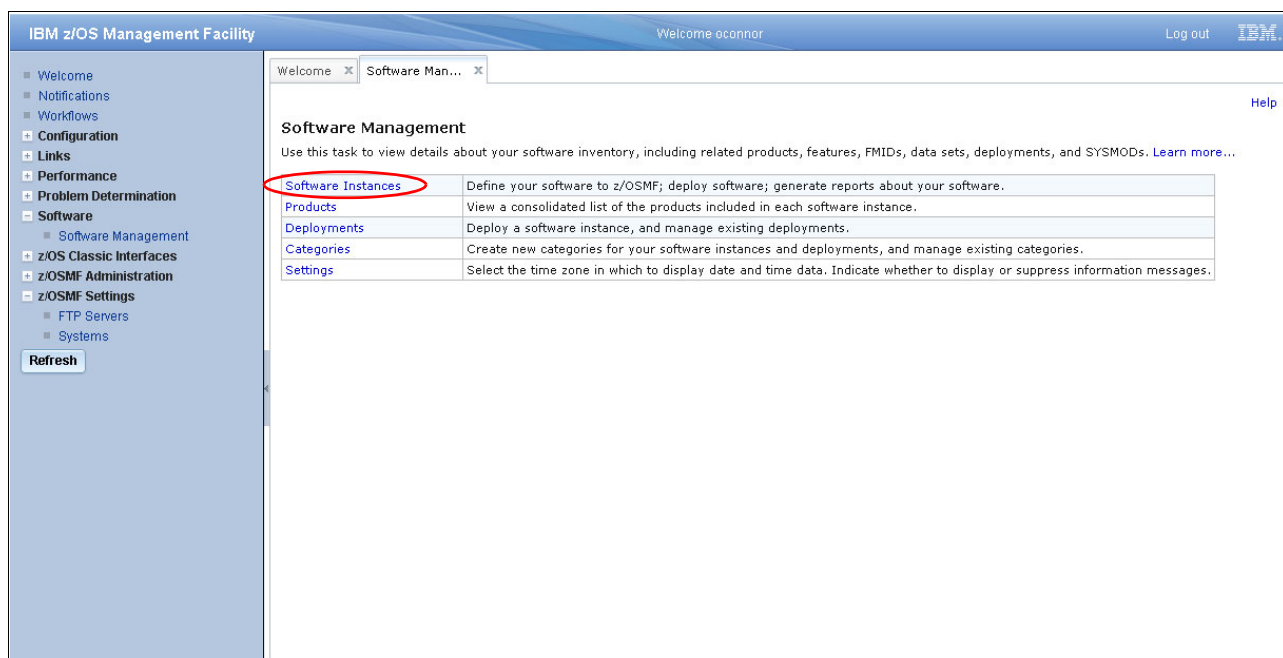 IBM z/OS Management Facility
Welcome oconnor
Log out
IBM.
Welcome
Notifications
Workflows
Configuration
Links
Performance
Problem Determination
Software
Software Management
z/OS Classic Interfaces
z/OSMF Administration
z/OSMF Settings
FTP Servers
Systems
Refresh
Welcome
Software Man...
Help
Software Management
Use this task to view details about your software inventory, including related products, features, FMIDs, data sets, deployments, and SYSMODs. Learn more...
Software Instances Define your software to z/OSMF; deploy software; generate reports about your software.
Products View a consolidated list of the products included in each software instance.
Deployments Deploy a software instance, and manage existing deployments.
Categories Create new categories for your software instances and deployments, and manage existing categories.
Settings Select the time zone in which to display date and time data. Indicate whether to display or suppress information messages.